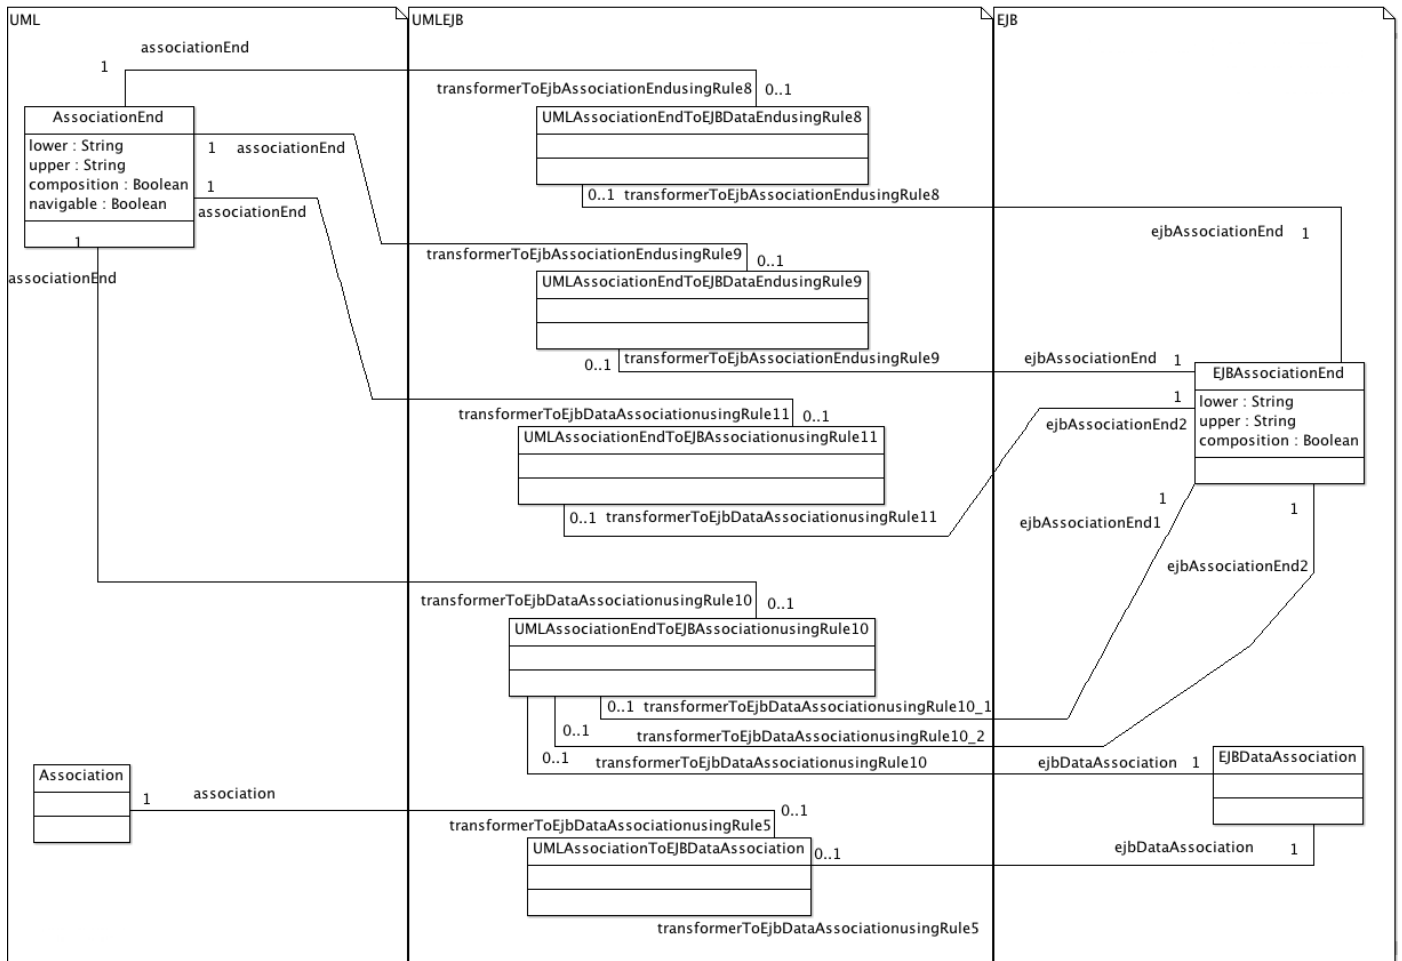 UML
UMLEJB
EJB
associationEnd
1
transformerToEjbAssociationEndusingRule8
0..1
AssociationEnd
lower : String
upper : String
composition : Boolean
navigable : Boolean
UMLAssociationEndToEJBDataEndusingRule8
1
associationEnd
1
associationEnd
0..1
transformerToEjbAssociationEndusingRule8
ejbAssociationEnd
1
1
associationEnd
transformerToEjbAssociationEndusingRule9
0..1
UMLAssociationEndToEJBDataEndusingRule9
0..1
transformerToEjbAssociationEndusingRule9
ejbAssociationEnd
1
EJBAssociationEnd
lower : String
upper : String
composition : Boolean
1
ejbAssociationEnd2
transformerToEjbDataAssociationusingRule11
0..1
UMLAssociationEndToEJBAssociationusingRule11
0..1
transformerToEjbDataAssociationusingRule11
1
ejbAssociationEnd1
1
ejbAssociationEnd2
transformerToEjbDataAssociationusingRule10
0..1
UMLAssociationEndToEJBAssociationusingRule10
0..1
transformerToEjbDataAssociationusingRule10_1
0..1
transformerToEjbDataAssociationusingRule10_2
0..1
transformerToEjbDataAssociationusingRule10
ejbDataAssociation
1
EJBDataAssociation
Association
1
association
0..1
transformerToEjbDataAssociationusingRule5
UMLAssociationToEJBDataAssociation
0..1
ejbDataAssociation
1
transformerToEjbDataAssociationusingRule5